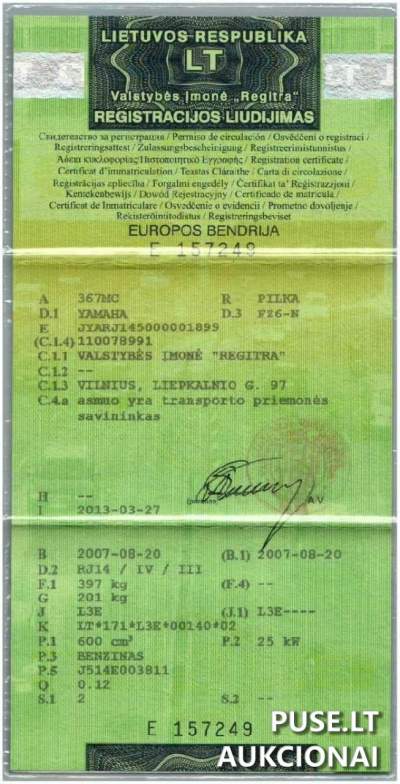 LIETUVOS RESPUBLIKA
LT
Valstybės Įmonė „Regitra"
REGISTRACIJOS LIUDIJIMAS
Свидетельство за регистрация / Permiso de circulación / Osvědčení o registraci /
Registreringsattest / Zulassungsbescheinigung / Registreerimistunnistus /
Άδεια κυκλοφορίας/Πιστοποιητικό Εγγραφής / Registration certificate /
Certificat d'immatriculation / Teastas Cláraithe / Carta di circolazione /
Reģistrācijas apliecība / Forgalmi engedély / Ċertifikat ta' Reġistrazzjoni /
Kentekenbewijs / Dowód Rejestracyjny / Certificado de matrícula /
Certificat de Inmatriculare / Osvedčenie o evidencii / Prometno dovoljenje /
Rekisteröintitodistus / Registreringsbeviset
EUROPOS BENDRIJA
E 157249
A 367MC R PILKA
D.1 YAMAHA D.3 FZ6-N
E JYARJ145000001899
(C.1.4) 110078991
C.1.1 VALSTYBĖS ĮMONĖ "REGITRA"
C.1.2 --
C.1.3 VILNIUS, LIEPKALNIO G. 97
C.4.a asmuo yra transporto priemonės
savininkas
H --
I 2013-03-27
A V
B 2007-08-20 (B.1) 2007-08-20
D.2 RJ14 / IV / III
F.1 397 kg (F.4) --
G 201 kg
J L3E (J.1) L3E----
K LT*171*L3E*00140*02
P.1 600 cm³ P.2 25 kW
P.3 BENZINAS
P.5 J514E003811
Q 0.12
S.1 2 S.2 --
E 157249
PUSE.LT
AUKCIONAI